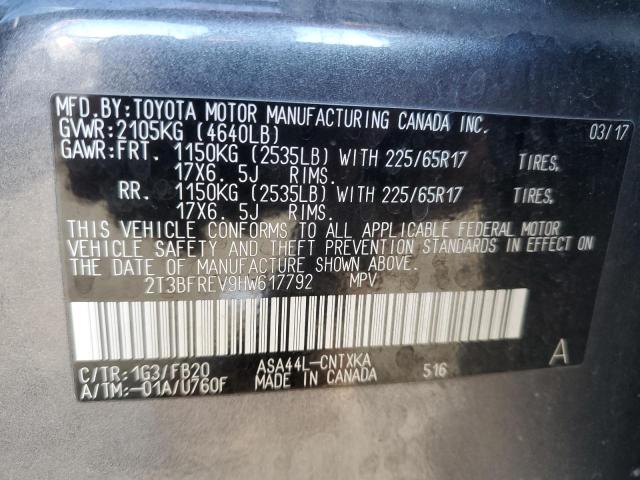 MFD.BY:TOYOTA MOTOR MANUFACTURING CANADA INC.
GVWR:2105KG (4640LB) 03/17
GAWR:FRT. 1150KG (2535LB) WITH 225/65R17 TIRES,
17X6.5J RIMS.
RR. 1150KG (2535LB) WITH 225/65R17 TIRES,
17X6.5J RIMS.
THIS VEHICLE CONFORMS TO ALL APPLICABLE FEDERAL MOTOR
VEHICLE SAFETY AND THEFT PREVENTION STANDARDS IN EFFECT ON
THE DATE OF MANUFACTURE SHOWN ABOVE.
2T3BFREV9HW617792 MPV
C/TR:1G3/FB20 ASA44L-CNTXKA 516 A
A/TM:-01A/U760F MADE IN CANADA